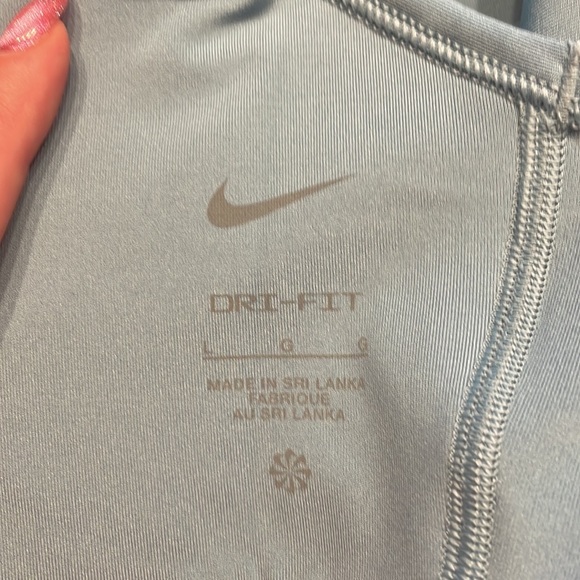 DRI-FIT
L G G
MADE IN SRI LANKA
FABRIQUE
AU SRI LANKA